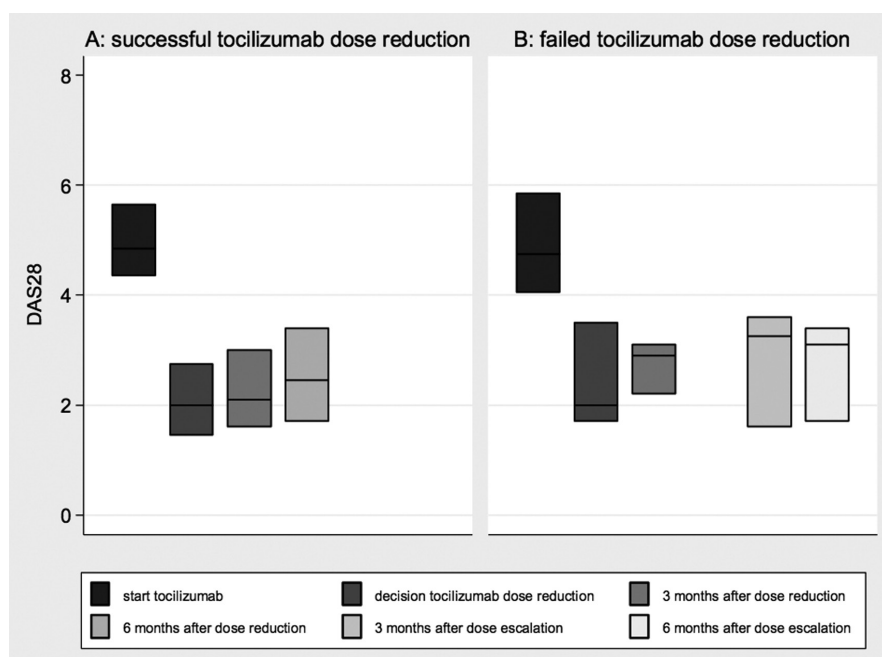 A: successful tocilizumab dose reduction
B: failed tocilizumab dose reduction
8
6
4
2
0
DAS28
start tocilizumab
decision tocilizumab dose reduction
3 months after dose reduction
6 months after dose reduction
3 months after dose escalation
6 months after dose escalation